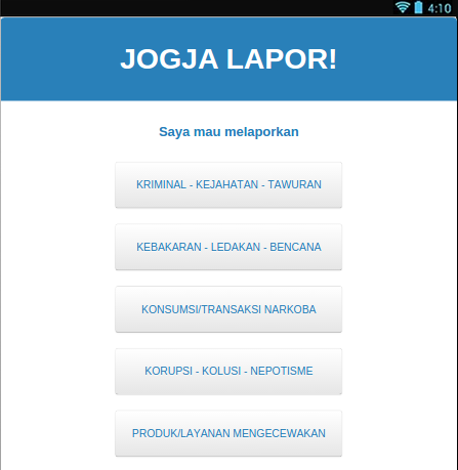 4:10
JOGJA LAPOR!
Saya mau melaporkan
KRIMINAL - KEJAHATAN - TAWURAN
KEBAKARAN - LEDAKAN - BENCANA
KONSUMSI/TRANSAKSI NARKOBA
KORUPSI - KOLUSI - NEPOTISME
PRODUK/LAYANAN MENGECEWAKAN